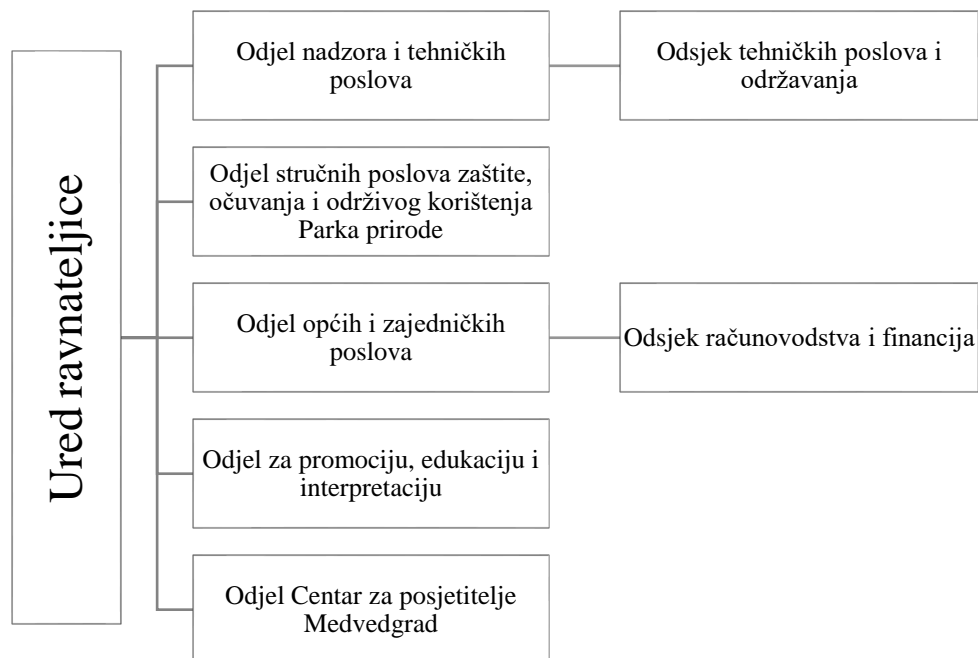 Ured ravnateljice
Odjel nadzora i tehničkih
poslova
Odsjek tehničkih poslova i
održavanja
Odjel stručnih poslova zaštite,
očuvanja i održivog korištenja
Parka prirode
Odjel općih i zajedničkih
poslova
Odsjek računovodstva i financija
Odjel za promociju, edukaciju i
interpretaciju
Odjel Centar za posjetitelje
Medvedgrad